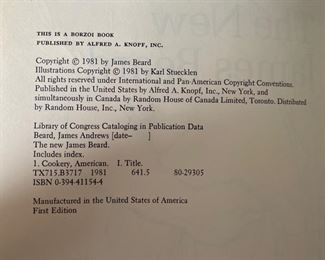 THIS IS A BORZOI BOOK
PUBLISHED BY ALFRED A. KNOPF, INC.
Copyright © 1981 by James Beard
Illustrations Copyright © 1981 by Karl Stuecklen
All rights reserved under International and Pan-American Copyright Conventions.
Published in the United States by Alfred A. Knopf, Inc., New York, and
simultaneously in Canada by Random House of Canada Limited, Toronto. Distributed
by Random House, Inc., New York.
Library of Congress Cataloging in Publication Data
Beard, James Andrews [date– ]
The new James Beard.
Includes index.
1. Cookery, American. I. Title.
TX715.B3717 1981 641.5 80-29305
ISBN 0-394-41154-4
Manufactured in the United States of America
First Edition